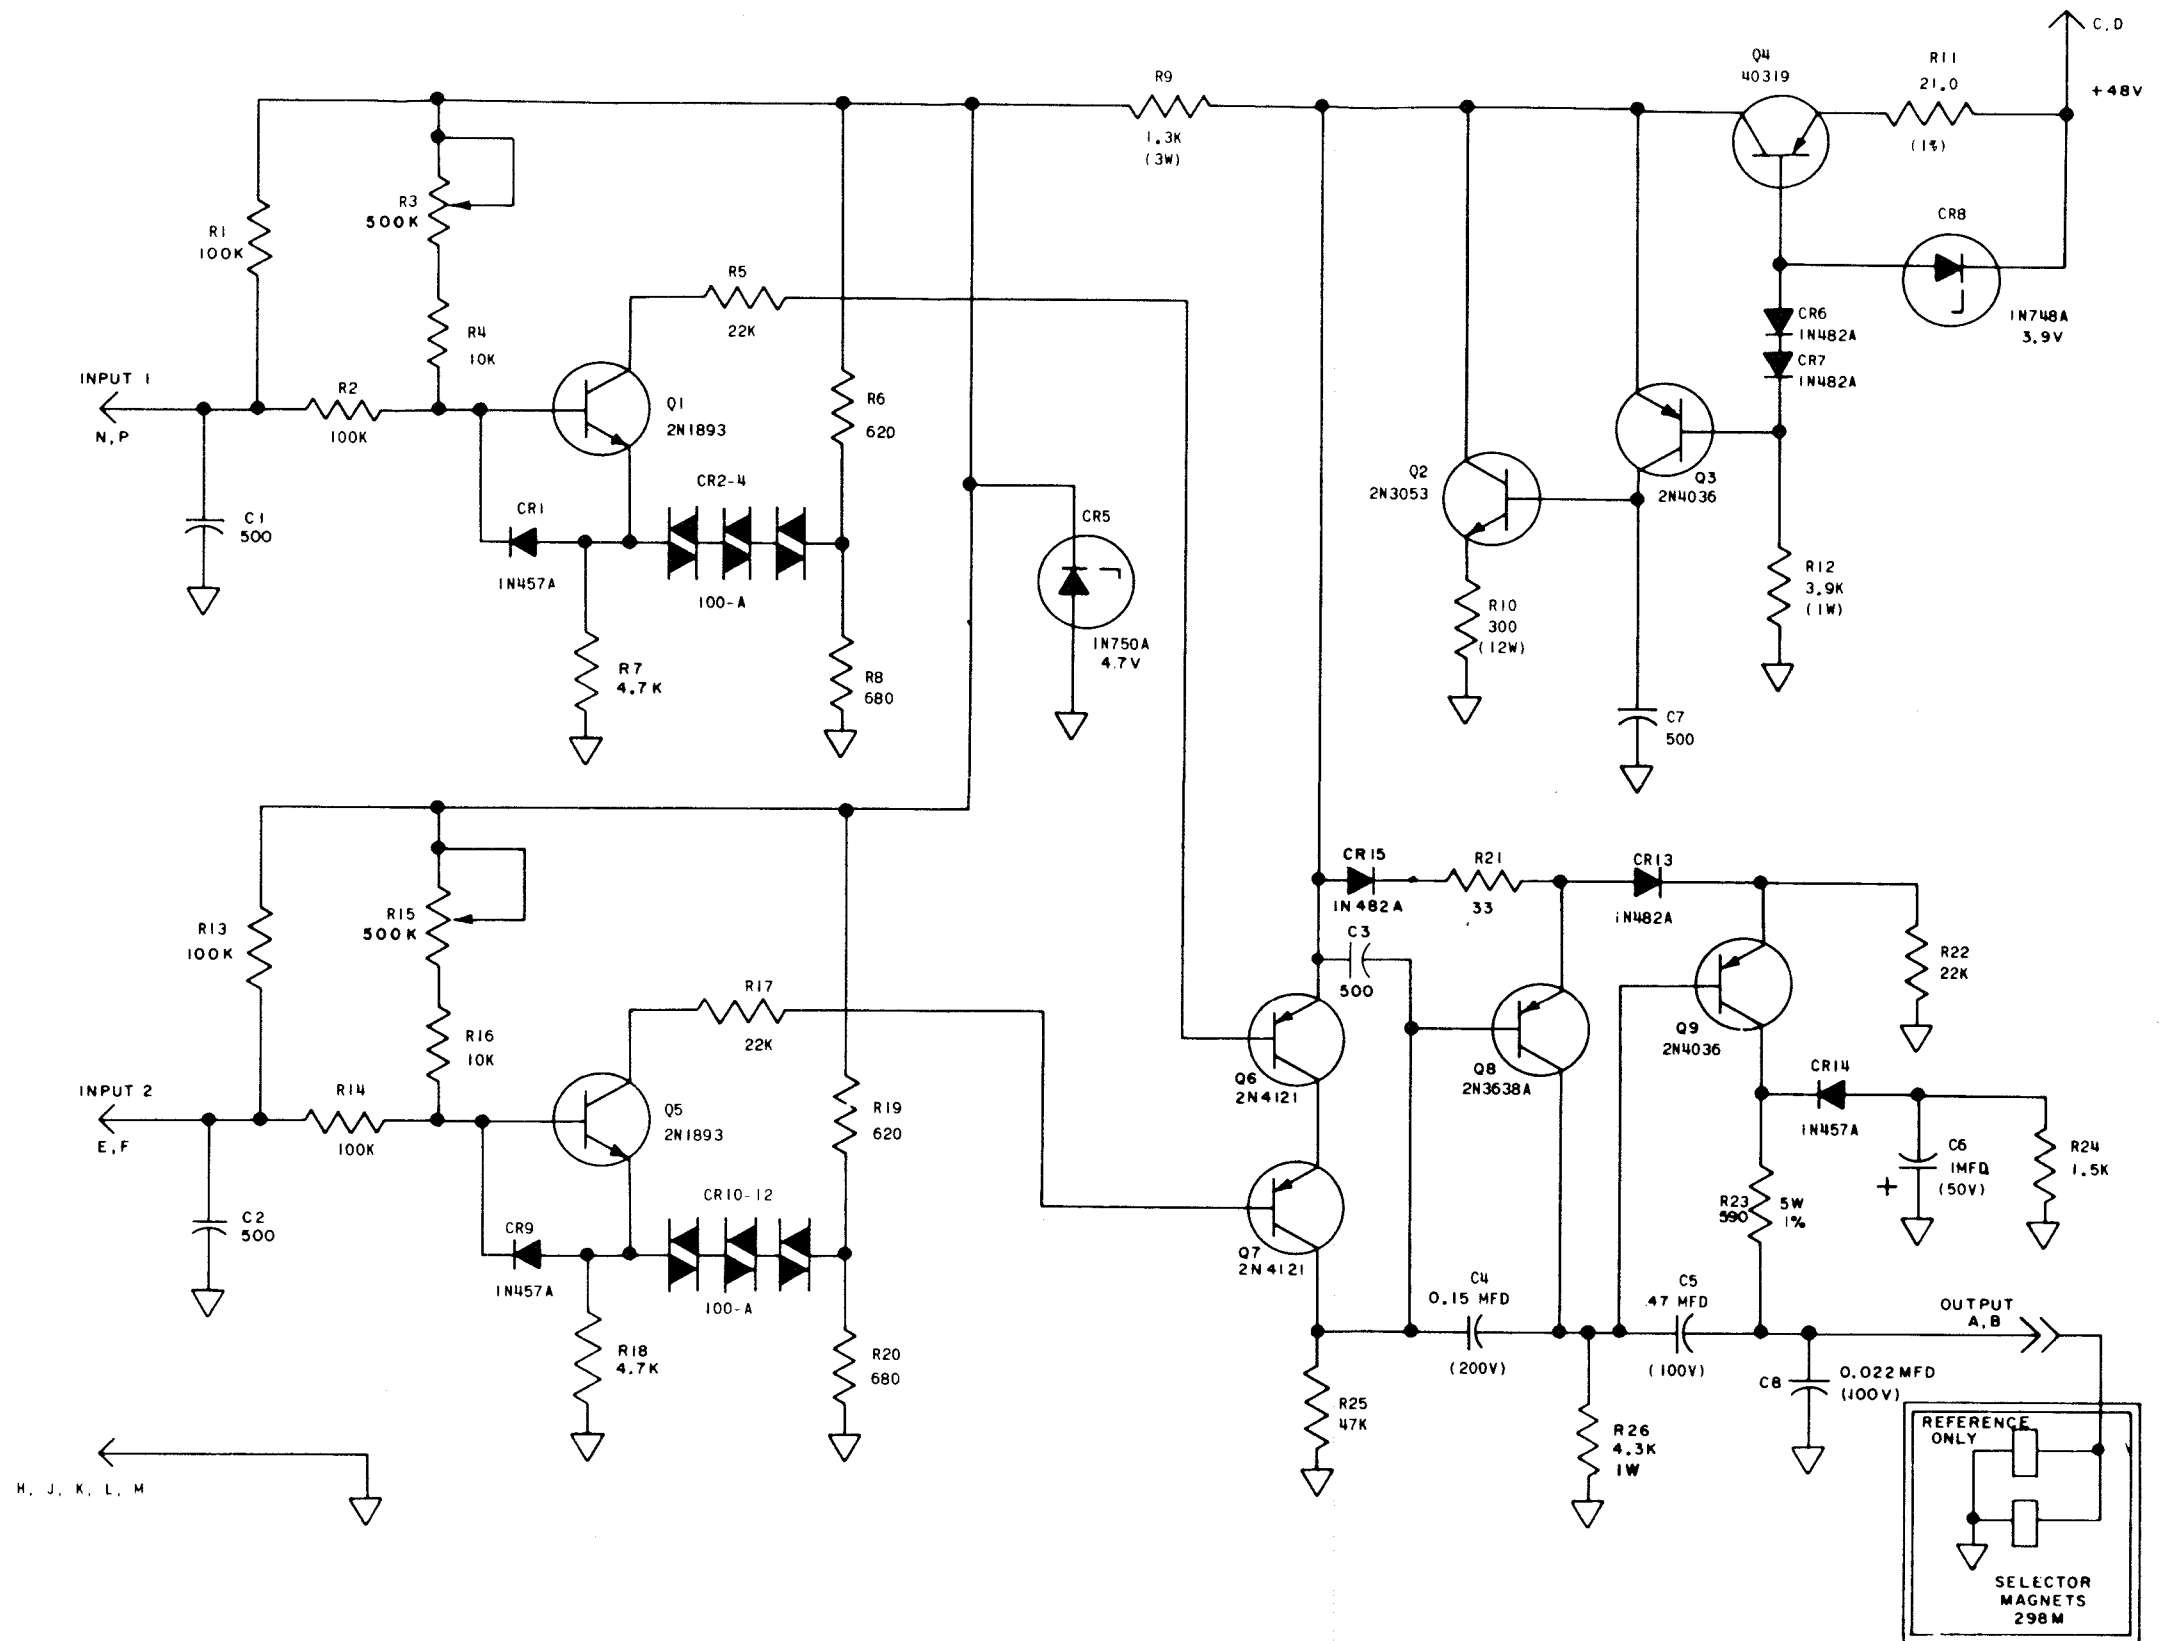 C,D
+48V
Q4
40319
R11
21.0
(1%)
R9
1.3K
(3W)
R3
500K
R1
100K
R5
22K
R4
10K
CR8
1N748A
3.9V
CR6
1N482A
CR7
1N482A
INPUT 1
N,P
R2
100K
Q1
2N1893
R6
620
CR2-4
100-A
CR1
1N457A
C1
500
CR5
1N750A
4.7V
Q2
2N3053
Q3
2N4036
R10
300
(12W)
R12
3.9K
(1W)
R7
4.7K
R8
680
C7
500
R13
100K
R15
500K
R16
10K
R17
22K
CR15
1N482A
R21
33
CR13
1N482A
C3
500
R22
22K
Q6
2N4121
Q8
2N3638A
Q9
2N4036
CR14
1N457A
INPUT 2
E,F
R14
100K
Q5
2N1893
R19
620
C6
1MFD
(50V)
+
R24
1.5K
R23
590
5W
1%
C2
500
CR9
1N457A
CR10-12
100-A
Q7
2N4121
C4
0.15 MFD
(200V)
C5
.47 MFD
(100V)
OUTPUT
A,B
C8
0.022MFD
(100V)
R18
4.7K
R20
680
R25
47K
R26
4.3K
1W
H, J, K, L, M
REFERENCE
ONLY
SELECTOR
MAGNETS
298M